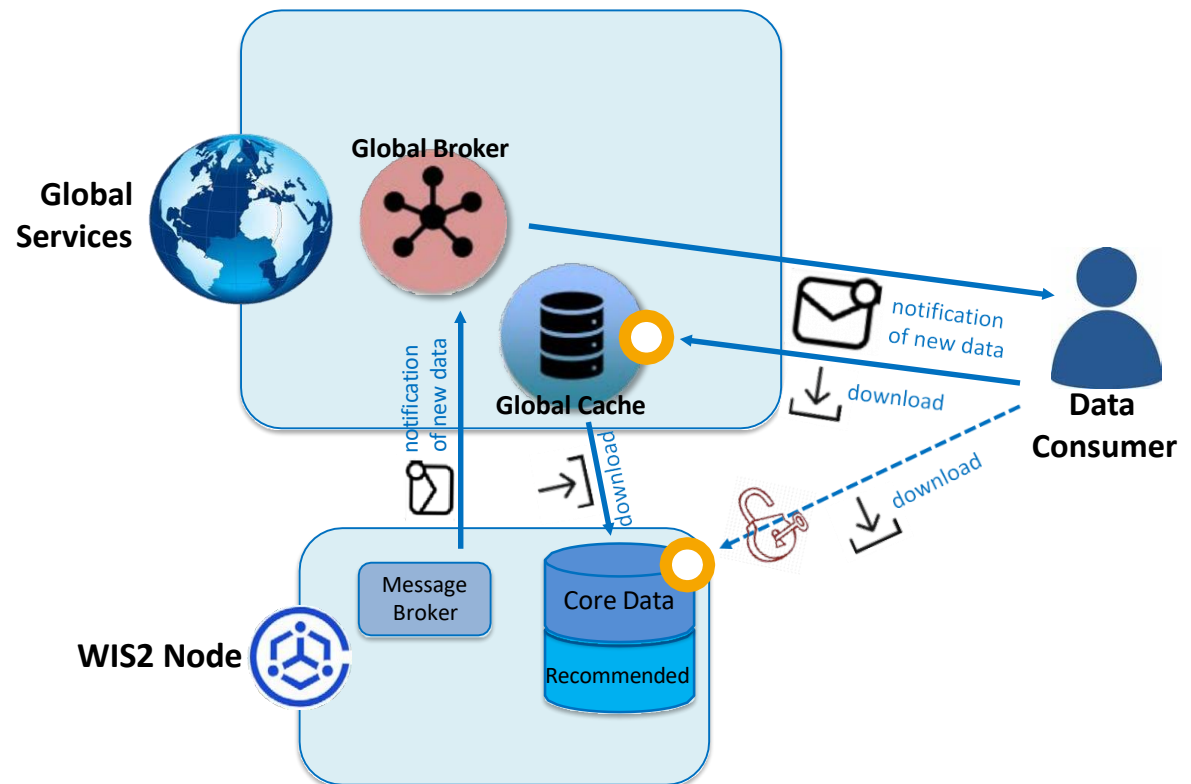 Global Broker
Global
Services
notification
of new data
download
Global Cache
Data
Consumer
notification
of new data
download
download
Message
Broker
Core Data
WIS2 Node
Recommended